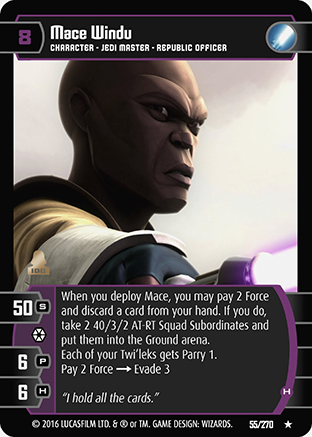 8
Mace Windu
CHARACTER - JEDI MASTER - REPUBLIC OFFICER
100
50 S
When you deploy Mace, you may pay 2 Force
and discard a card from your hand. If you do,
take 2 40/3/2 AT-RT Squad Subordinates and
put them into the Ground arena.
Each of your Twi'leks gets Parry 1.
Pay 2 Force → Evade 3
6 P
6 H
H
"I hold all the cards."
© 2016 LUCASFILM LTD. & ® or TM. GAME DESIGN: WIZARDS.
55/270 ★